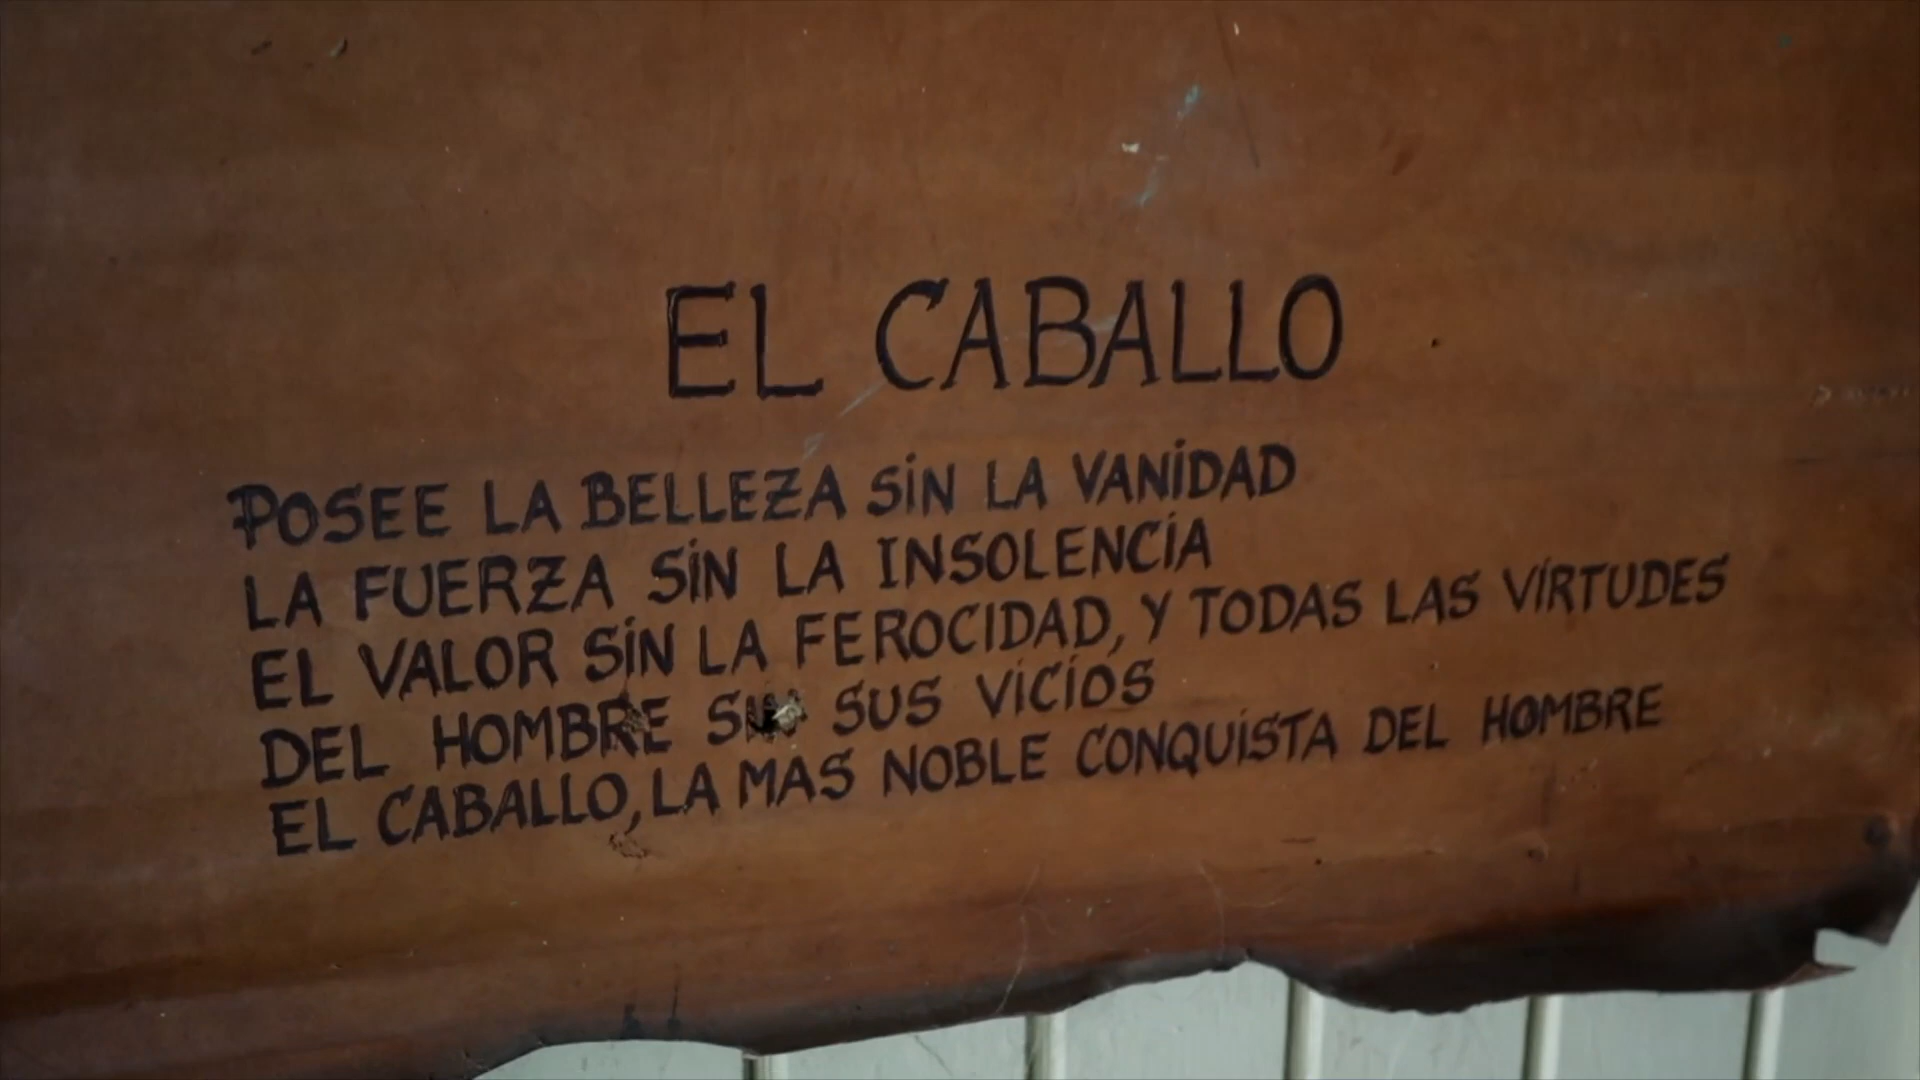 EL CABALLO
POSEE LA BELLEZA SIN LA VANIDAD
LA FUERZA SIN LA INSOLENCIA
EL VALOR SIN LA FEROCIDAD, Y TODAS LAS VIRTUDES
DEL HOMBRE SIN SUS VICIOS
EL CABALLO, LA MAS NOBLE CONQUISTA DEL HOMBRE